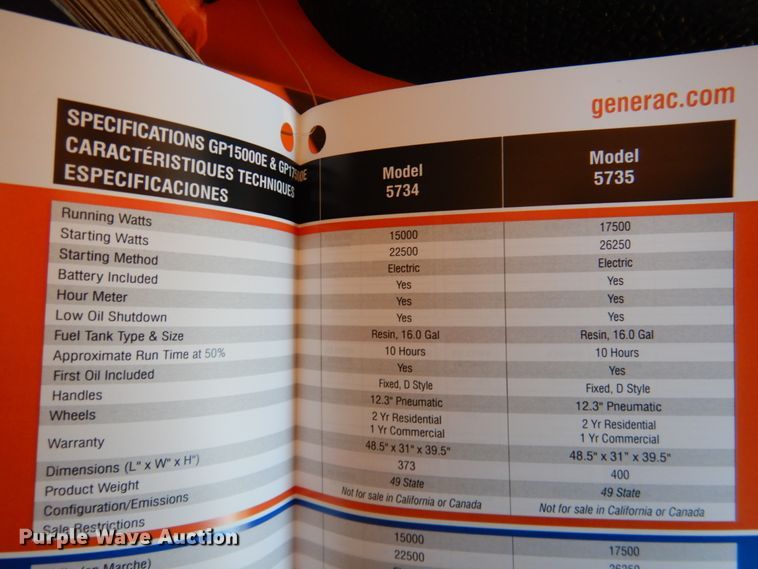 generac.com
SPECIFICATIONS GP15000E & GP17500E
CARACTÉRISTIQUES TECHNIQUES
ESPECIFICACIONES
Model 5734
Model 5735
Running Watts 15000 17500
Starting Watts 22500 26250
Starting Method Electric Electric
Battery Included Yes Yes
Hour Meter Yes Yes
Low Oil Shutdown Yes Yes
Fuel Tank Type & Size Resin, 16.0 Gal Resin, 16.0 Gal
Approximate Run Time at 50% 10 Hours 10 Hours
First Oil Included Yes Yes
Handles Fixed, D Style Fixed, D Style
Wheels 12.3" Pneumatic 12.3" Pneumatic
Warranty 2 Yr Residential 2 Yr Residential
1 Yr Commercial 1 Yr Commercial
Dimensions (L" x W" x H") 48.5" x 31" x 39.5" 48.5" x 31" x 39.5"
Product Weight 373 400
Configuration/Emissions 49 State 49 State
Sale Restrictions Not for sale in California or Canada Not for sale in California or Canada
Marche) 15000 17500
22500 26250
Purple Wave Auction